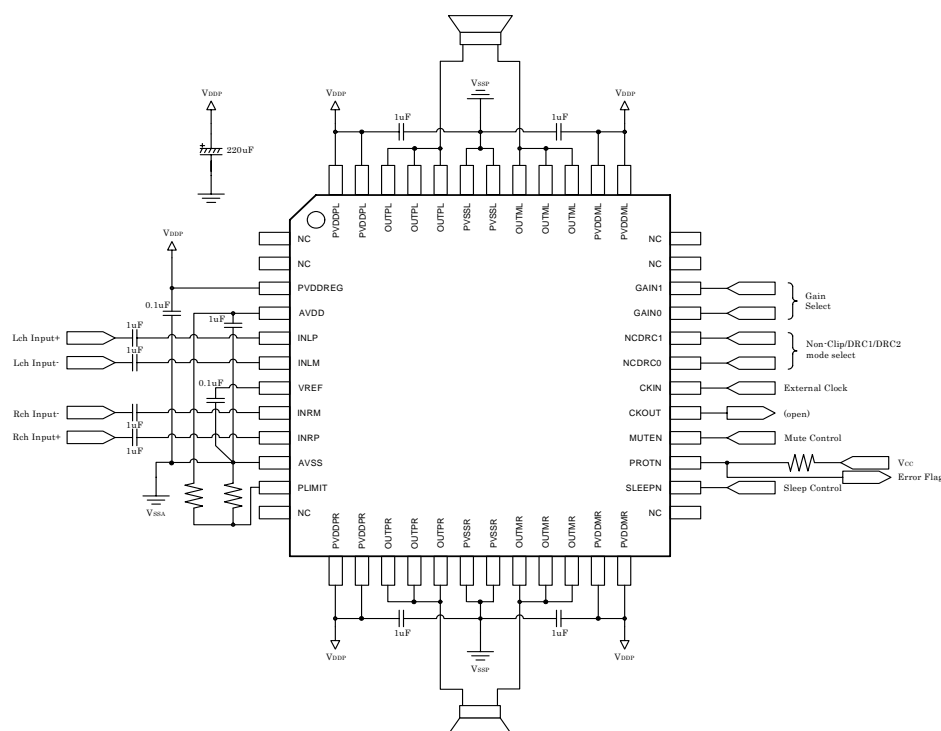 VSSP
VDDP
VDDP
VDDP
1uF
1uF
220uF
PVDDPL
PVDDPL
OUTPL
OUTPL
OUTPL
PVSSL
PVSSL
OUTML
OUTML
OUTML
PVDDML
PVDDML
VDDP
NC
NC
PVDDREG
AVDD
INLP
INLM
VREF
INRM
INRP
AVSS
PLIMIT
NC
0.1uF
1uF
1uF
Lch Input+
1uF
Lch Input-
0.1uF
Rch Input-
1uF
Rch Input+
1uF
VSSA
NC
NC
GAIN1
GAIN0
NCDRC1
NCDRC0
CKIN
CKOUT
MUTEN
PROTN
SLEEPN
NC
Gain
Select
Non-Clip/DRC1/DRC2
mode select
External Clock
(open)
Mute Control
VCC
Error Flag
Sleep Control
PVDDPR
PVDDPR
OUTPR
OUTPR
OUTPR
PVSSR
PVSSR
OUTMR
OUTMR
OUTMR
PVDDMR
PVDDMR
1uF
1uF
VDDP
VSSP
VDDP